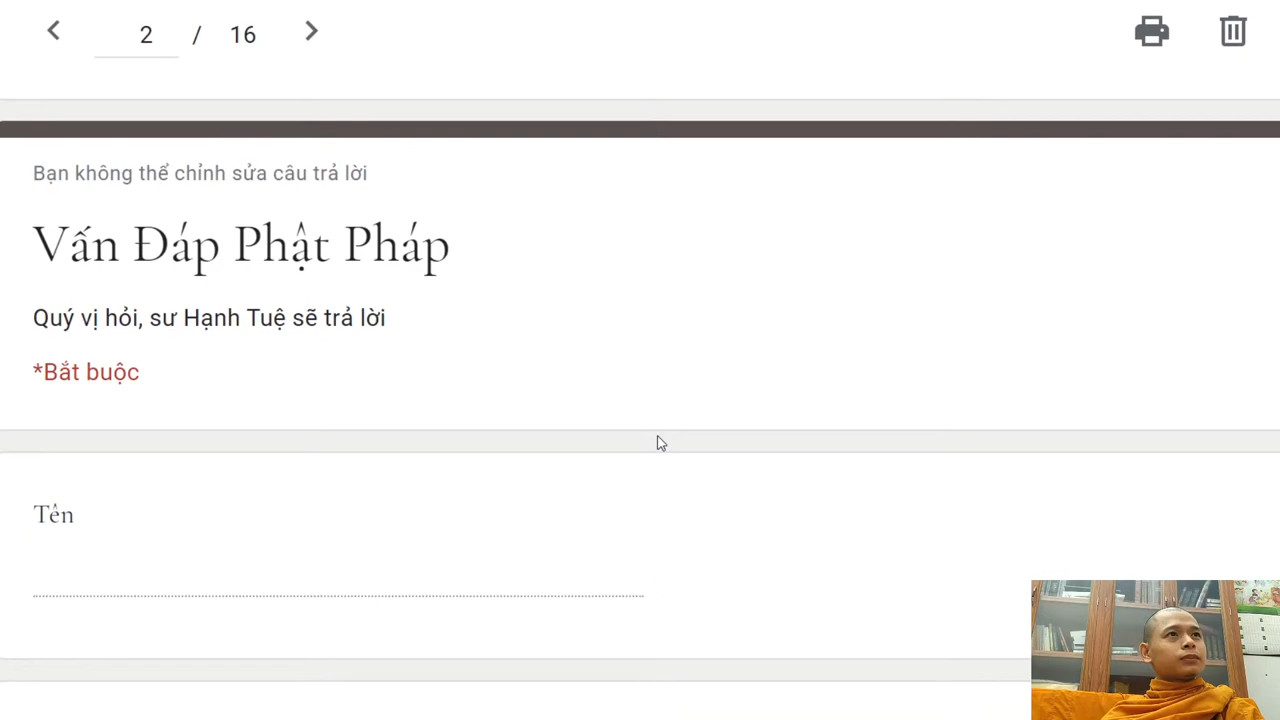 2 / 16
Bạn không thể chỉnh sửa câu trả lời
Vấn Đáp Phật Pháp
Quý vị hỏi, sư Hạnh Tuệ sẽ trả lời
*Bắt buộc
Tên